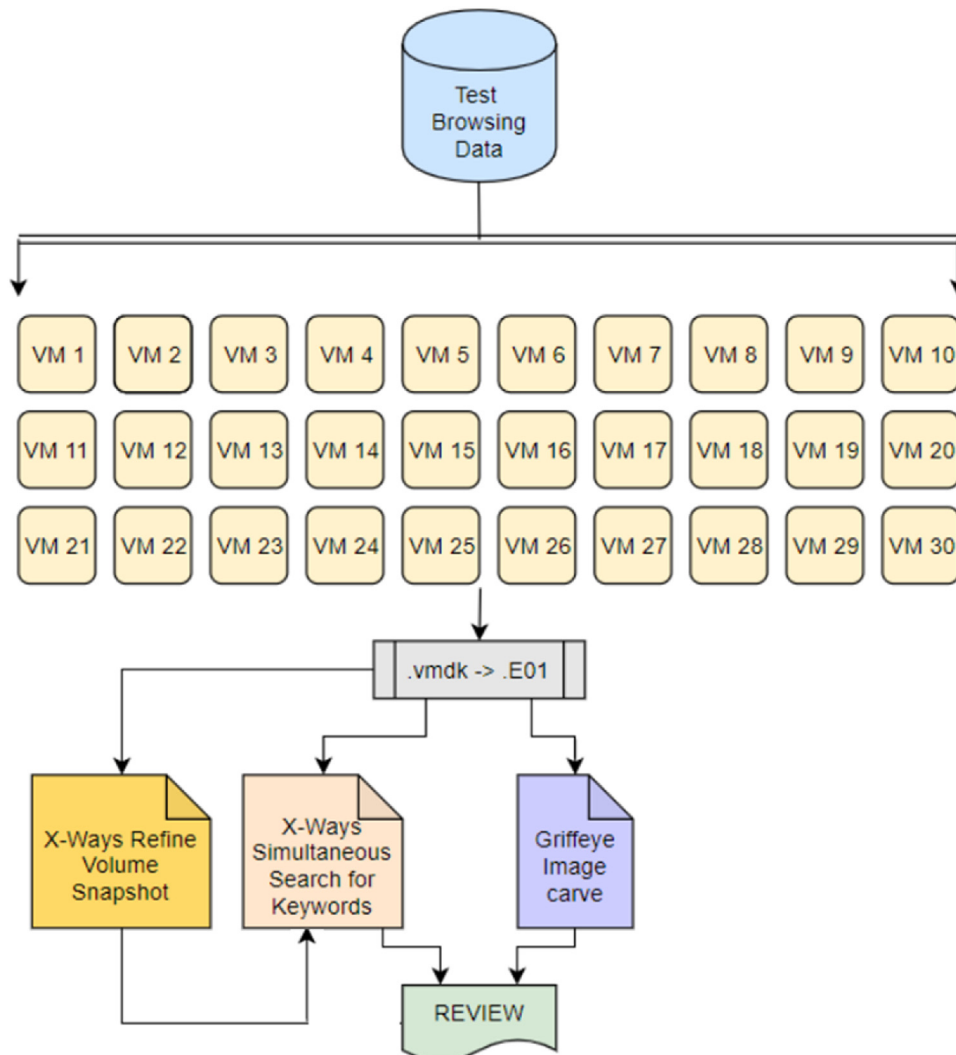 Test
Browsing
Data
VM 1 VM 2 VM 3 VM 4 VM 5 VM 6 VM 7 VM 8 VM 9 VM 10
VM 11 VM 12 VM 13 VM 14 VM 15 VM 16 VM 17 VM 18 VM 19 VM 20
VM 21 VM 22 VM 23 VM 24 VM 25 VM 26 VM 27 VM 28 VM 29 VM 30
.vmdk -> .E01
X-Ways Refine
Volume
Snapshot
X-Ways
Simultaneous
Search for
Keywords
Griffeye
Image
carve
REVIEW